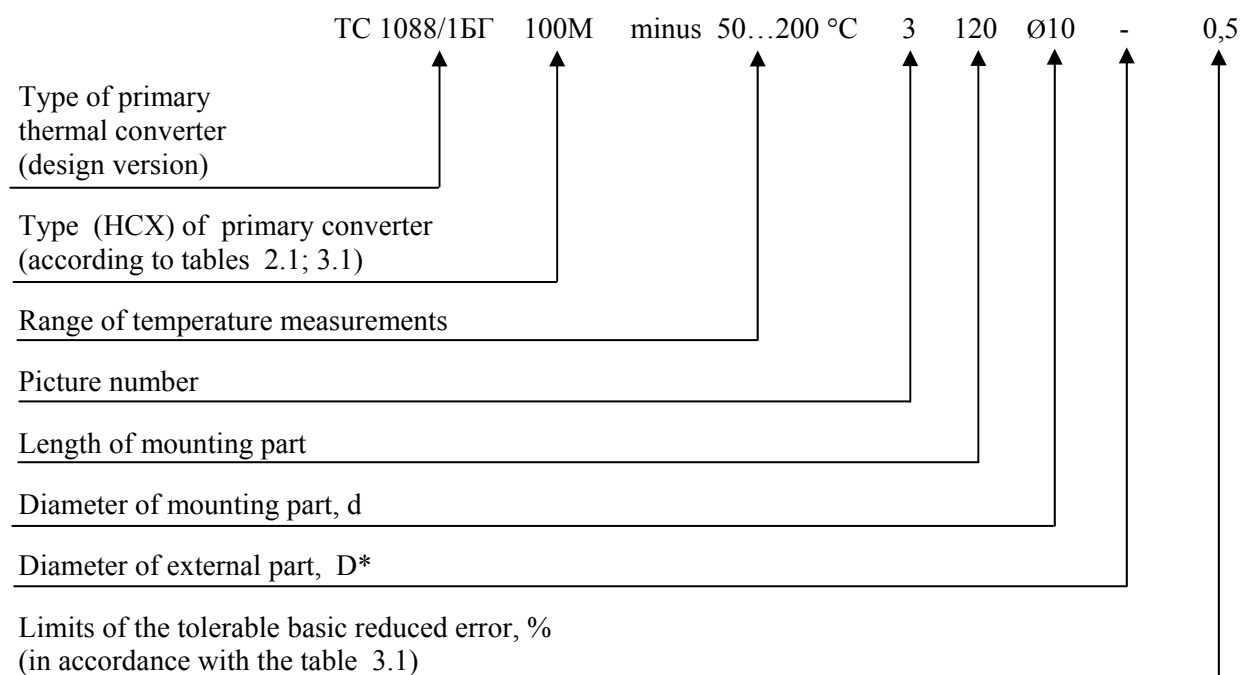 ТС 1088/1БГ 100М minus 50…200 °C 3 120 Ø10 - 0,5
Type of primary
thermal converter
(design version)
Type (HCX) of primary converter
(according to tables 2.1; 3.1)
Range of temperature measurements
Picture number
Length of mounting part
Diameter of mounting part, d
Diameter of external part, D*
Limits of the tolerable basic reduced error, %
(in accordance with the table 3.1)